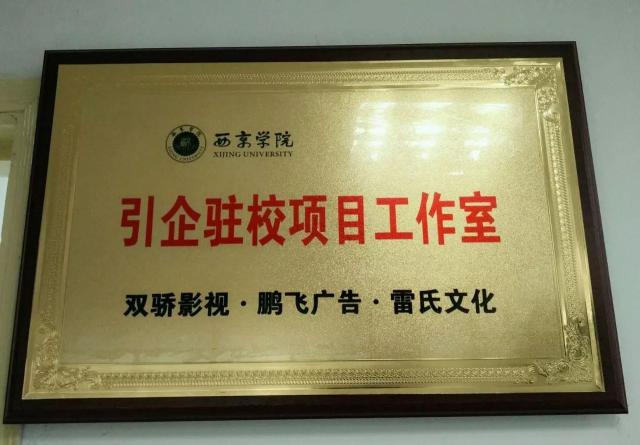 西京学院
XIJING UNIVERSITY
引企驻校项目工作室
双骄影视·鹏飞广告·雷氏文化